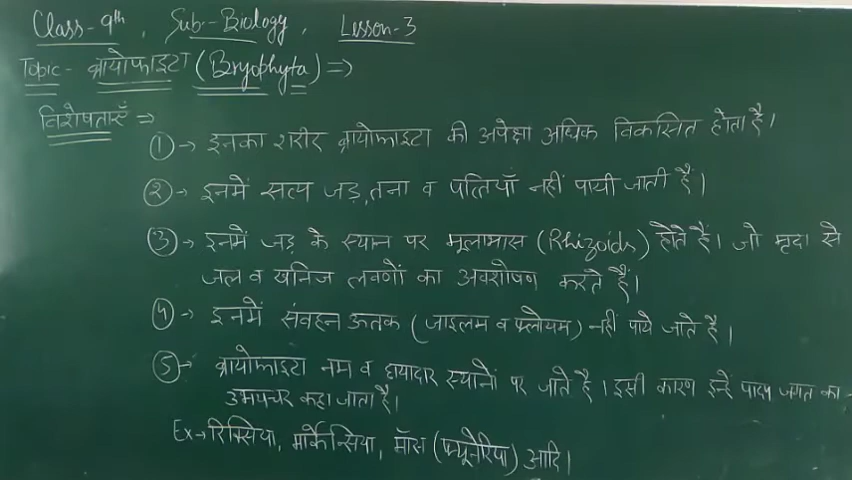 Class-9th, Sub:-Biology, Lesson-3
Topic- ब्रायोफाइटा (Bryophyta) ⇒
विशेषताएँ ⇒
① → इनका शरीर ब्रायोफाइटा की अपेक्षा अधिक विकसित होता है।
② → इनमें सत्य जड़, तना व पत्तियाँ नहीं पायी जाती है।
③ → इनमें जड़ के स्थान पर मूलाभास (Rhizoids) होते हैं। जो मृदा से
जल व खनिज लवणों का अवशोषण करते हैं।
④ → इनमें संवहन ऊतक (जाइलम व फ्लोयम) नहीं पाये जाते है।
⑤ → ब्रायोफाइटा नम व छायादार स्थानों पर जाते है। इसी कारण इन्हें पादप जगत का
उभयचर कहा जाता है।
Ex → रिक्सिया, मार्केन्सिया, मॉस (फ्यूनेरिया) आदि।